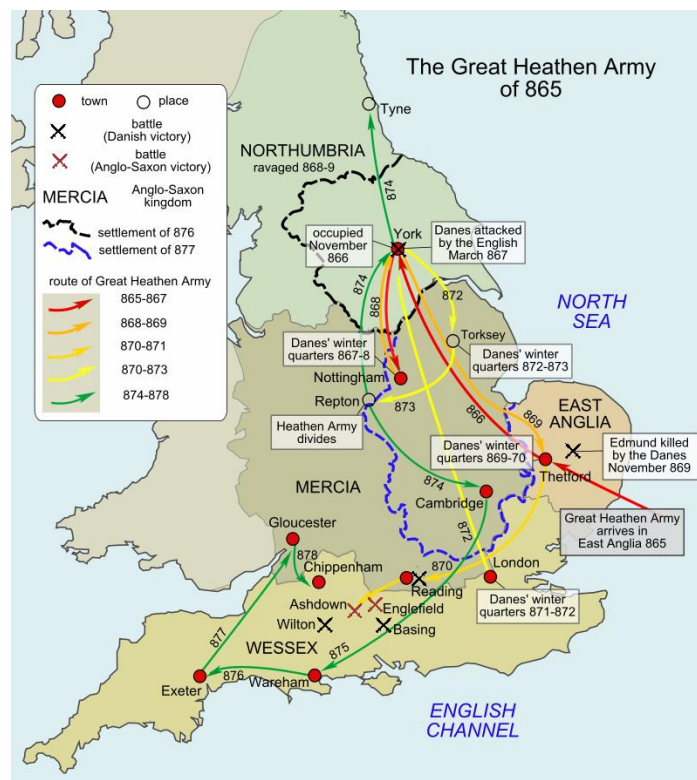 The Great Heathen Army
of 865
town
place
battle
(Danish victory)
battle
(Anglo-Saxon victory)
MERCIA
Anglo-Saxon
kingdom
settlement of 876
settlement of 877
route of Great Heathen Army
865-867
868-869
870-871
870-873
874-878
Tyne
NORTHUMBRIA
ravaged 868-9
874
occupied
November
866
York
Danes attacked
by the English
March 867
874
868
872
NORTH
SEA
Danes' winter
quarters 867-8
Torksey
Danes' winter
quarters 872-873
Nottingham
Repton
873
866
869
EAST
ANGLIA
Heathen Army
divides
Danes' winter
quarters 869-70
Edmund killed
by the Danes
November 869
Thetford
MERCIA
874
Cambridge
872
Great Heathen Army
arrives in
East Anglia 865
Gloucester
878
Chippenham
870
London
Reading
Ashdown
Englefield
Danes' winter
quarters 871-872
Wilton
Basing
WESSEX
877
875
876
Exeter
Wareham
ENGLISH
CHANNEL